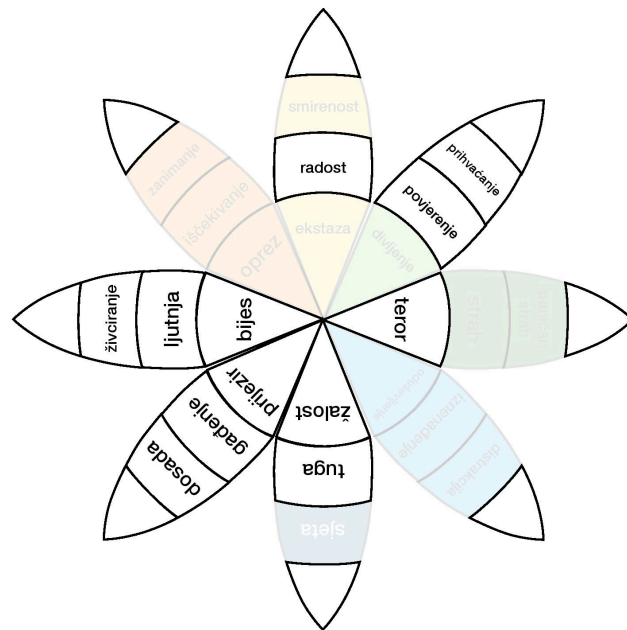 smirenost
radost
ekstaza
prihvaćanje
povjerenje
divljenje
zanimanje
iščekivanje
oprez
živciranje
ljutnja
bijes
teror
strah
prijezir
gađenje
dosada
žalost
tuga
sjeta
iznenađenje
distrakcija